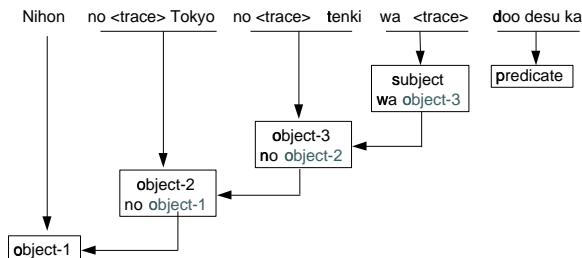 Nihon no <trace> Tokyo no <trace> tenki wa <trace> doo desu ka
subject
wa object-3
predicate
object-3
no object-2
object-2
no object-1
object-1